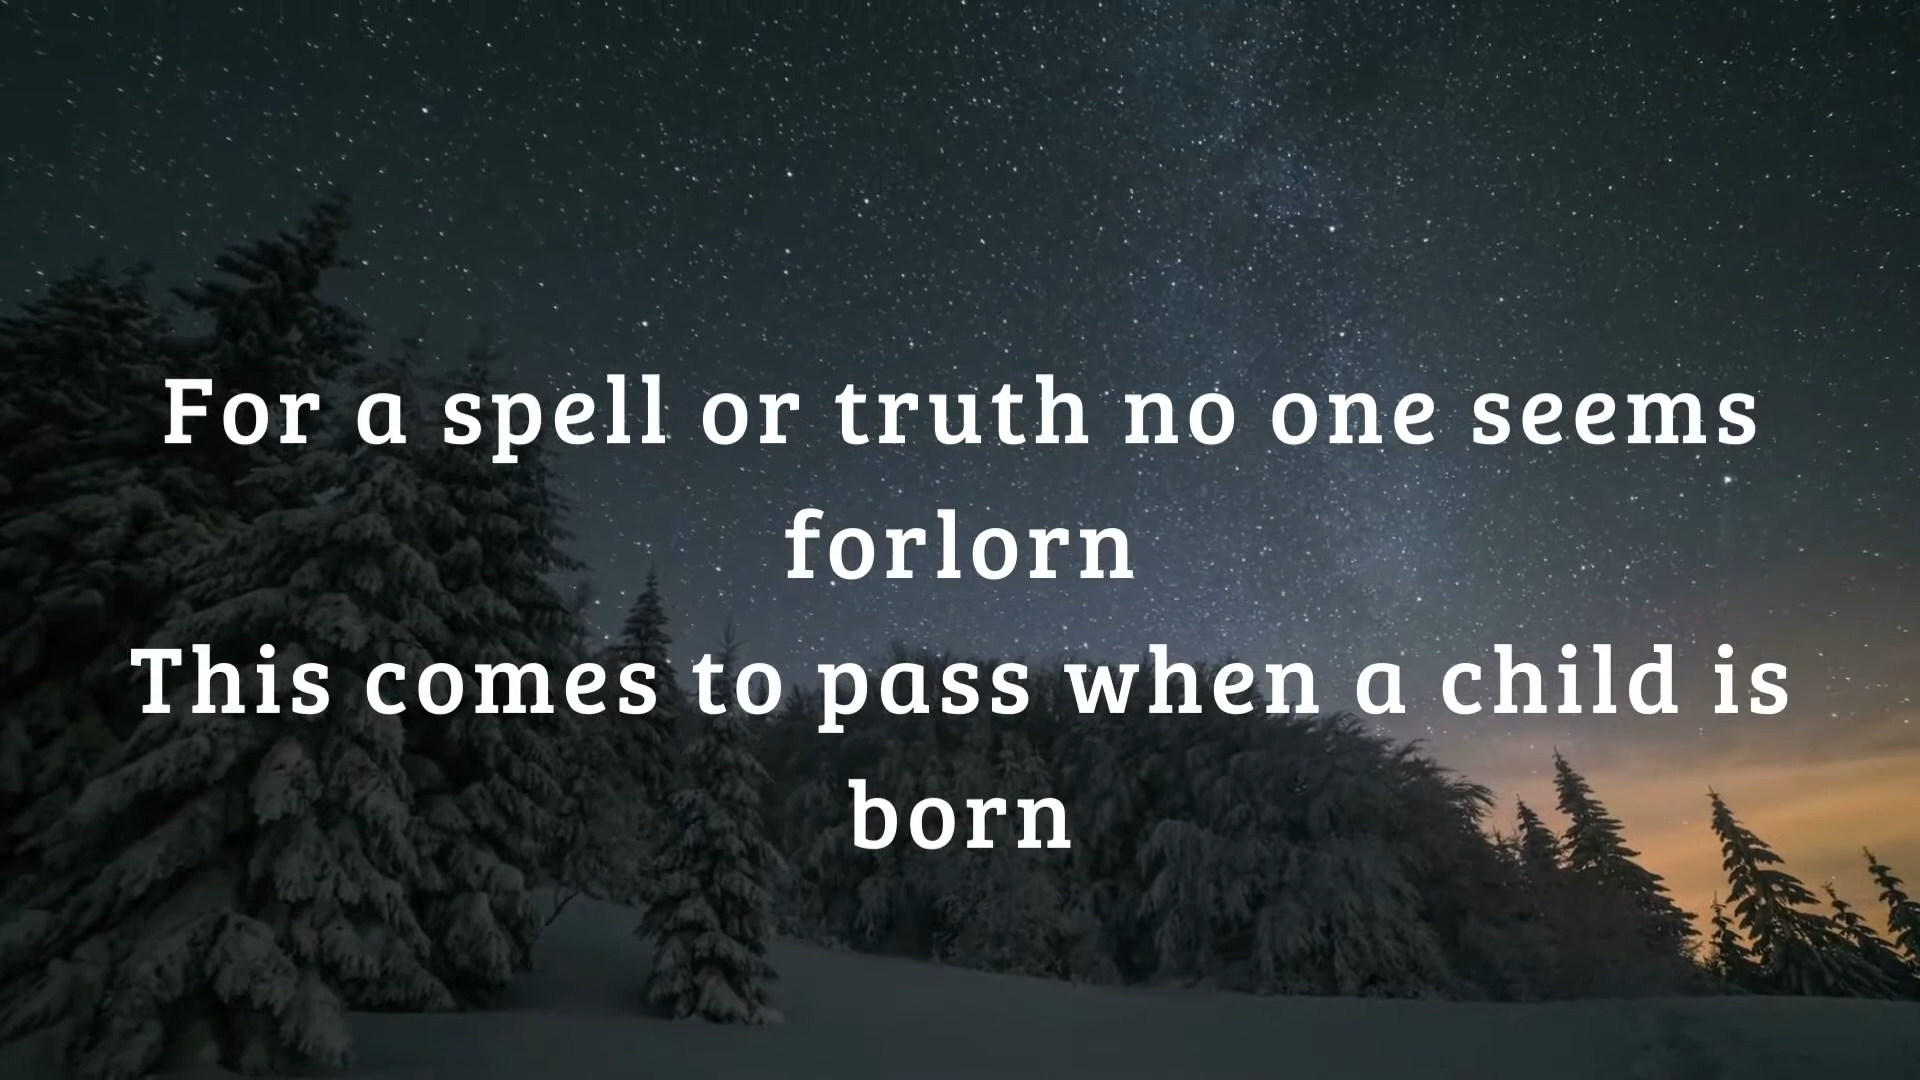 For a spell or truth no one seems
forlorn
This comes to pass when a child is
born